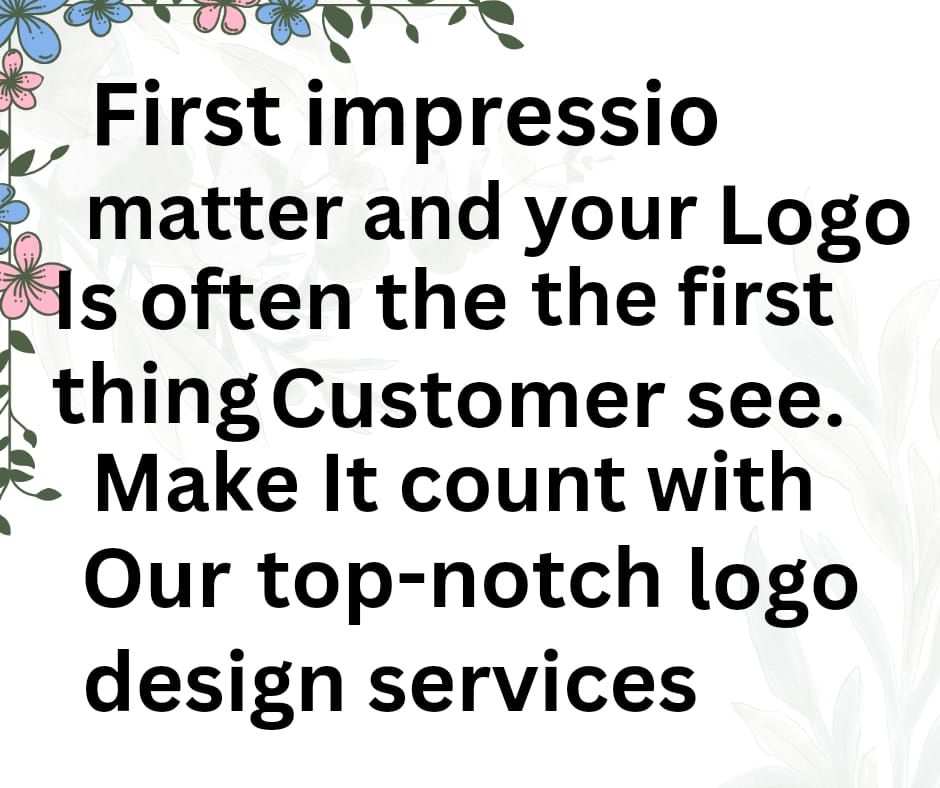 First impressio
matter and your Logo
Is often the the first
thing Customer see.
Make It count with
Our top-notch logo
design services